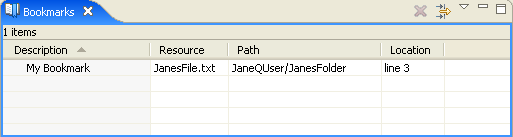 Bookmarks
1 items
Description Resource Path Location
My Bookmark JanesFile.txt JaneQUser/JanesFolder line 3